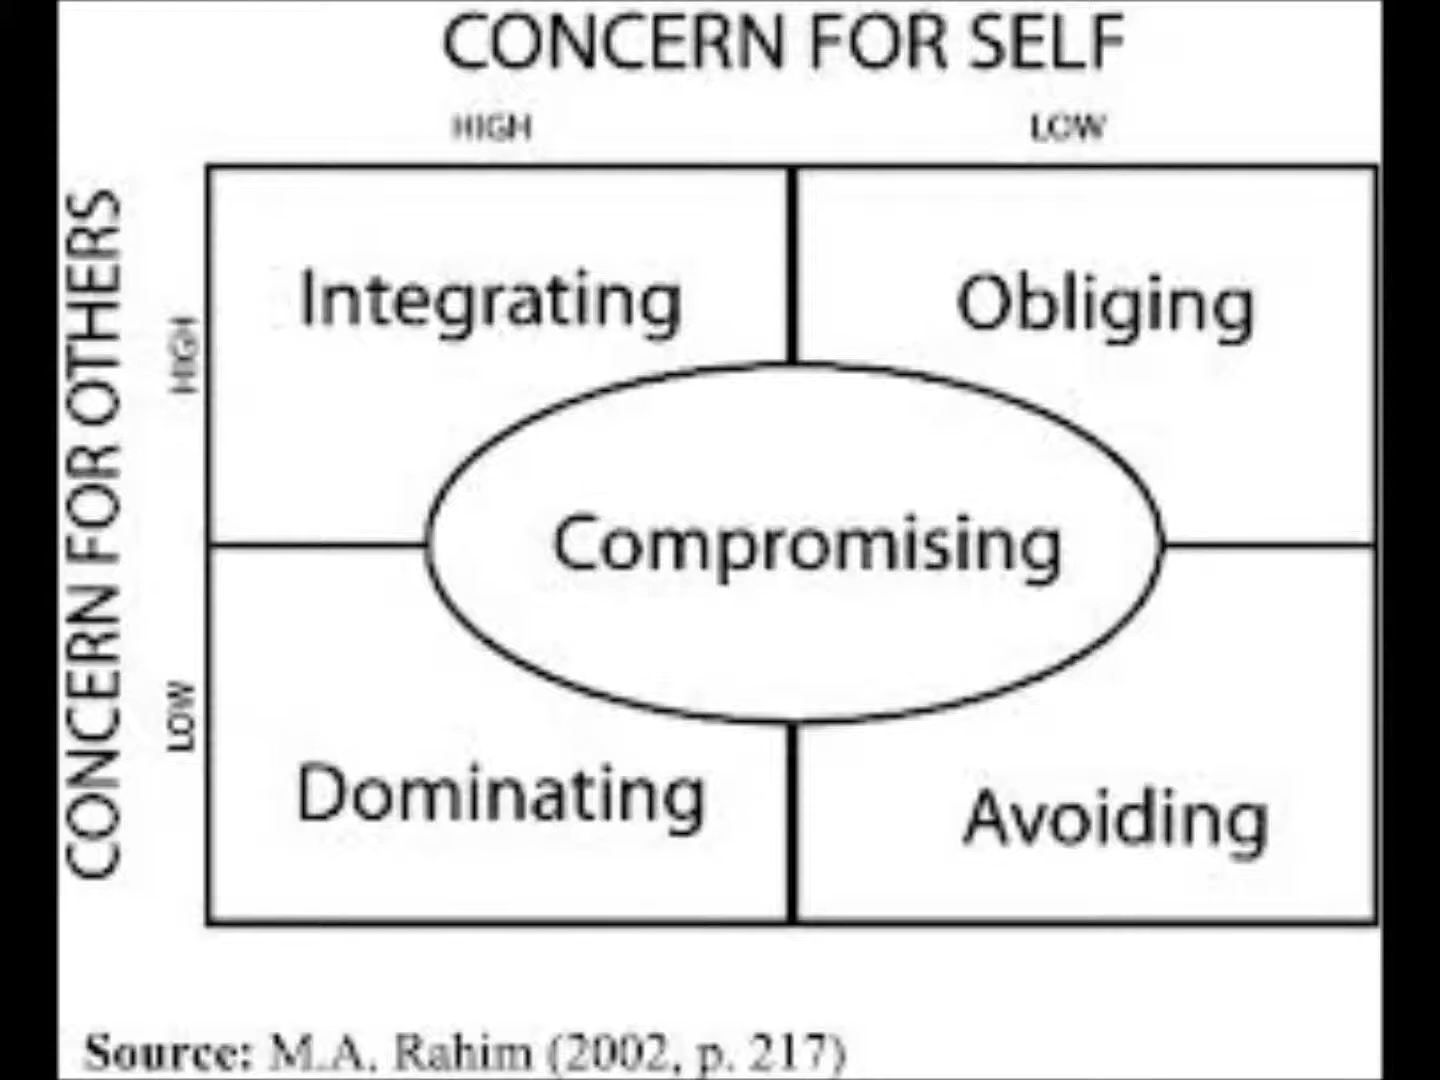 CONCERN FOR SELF
HIGH LOW
CONCERN FOR OTHERS
HIGH
LOW
Integrating Obliging
Compromising
Dominating Avoiding
Source: M.A. Rahim (2002, p. 217)